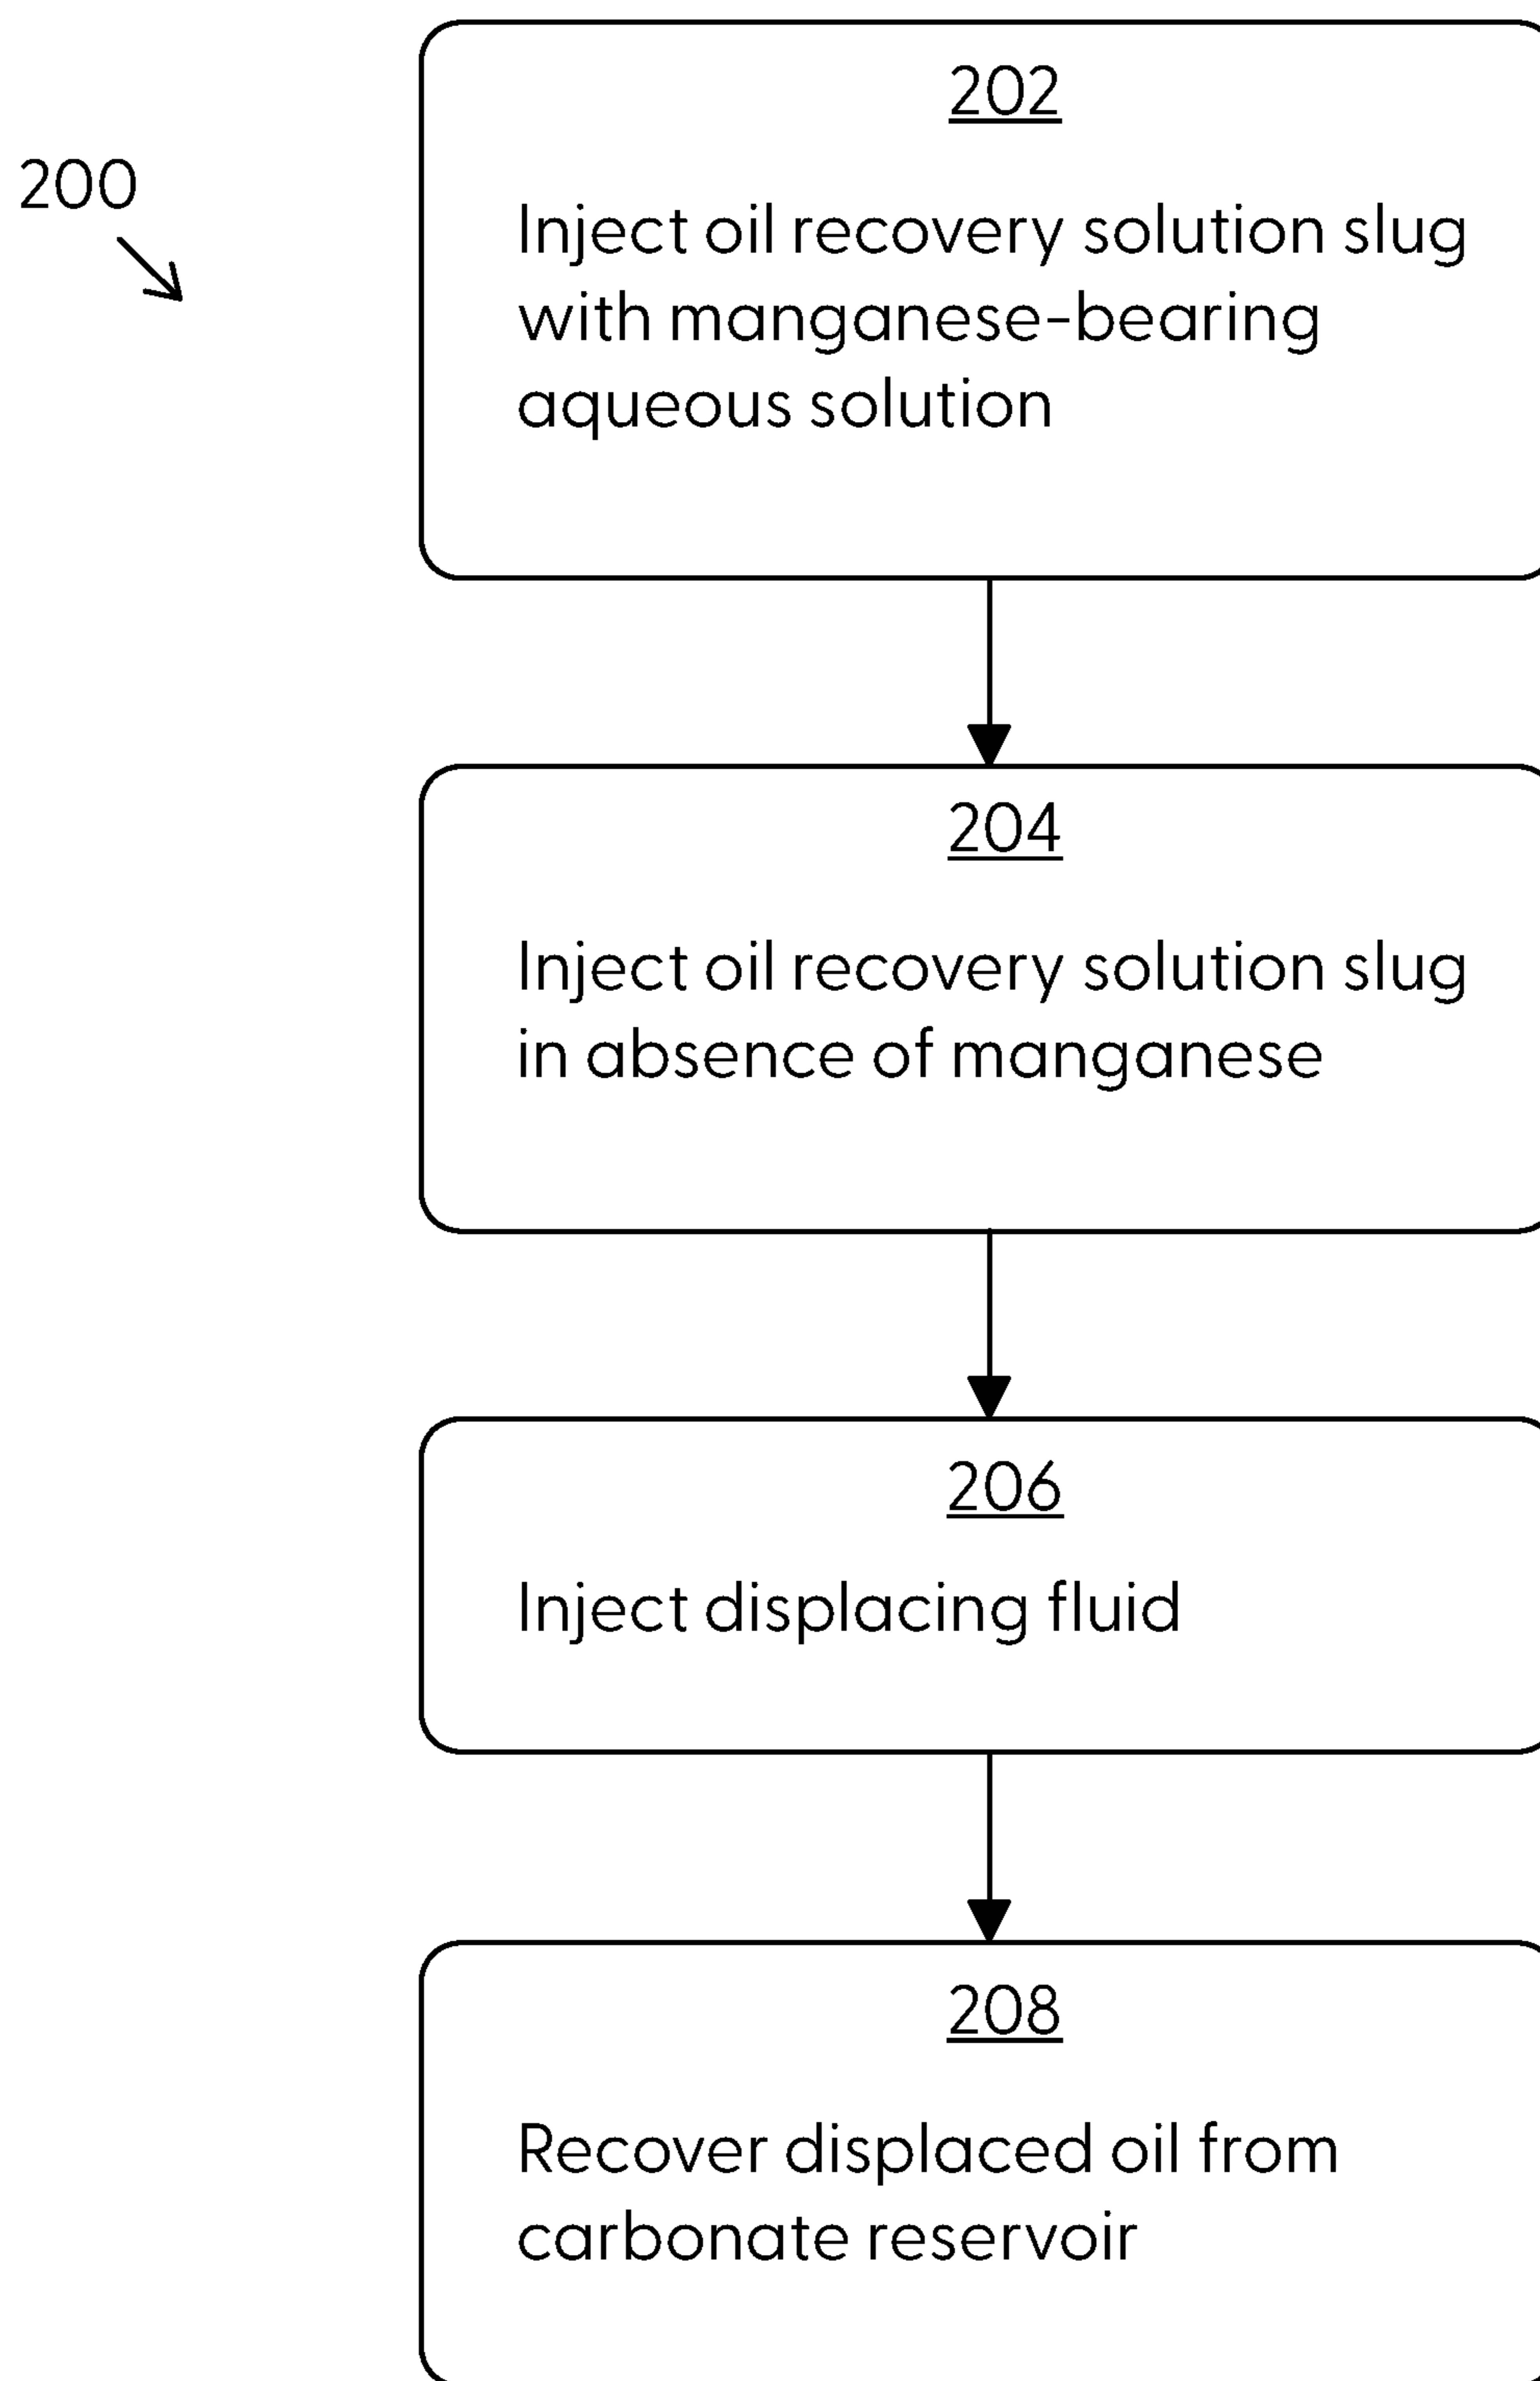 200
202
Inject oil recovery solution slug
with manganese-bearing
aqueous solution
204
Inject oil recovery solution slug
in absence of manganese
206
Inject displacing fluid
208
Recover displaced oil from
carbonate reservoir